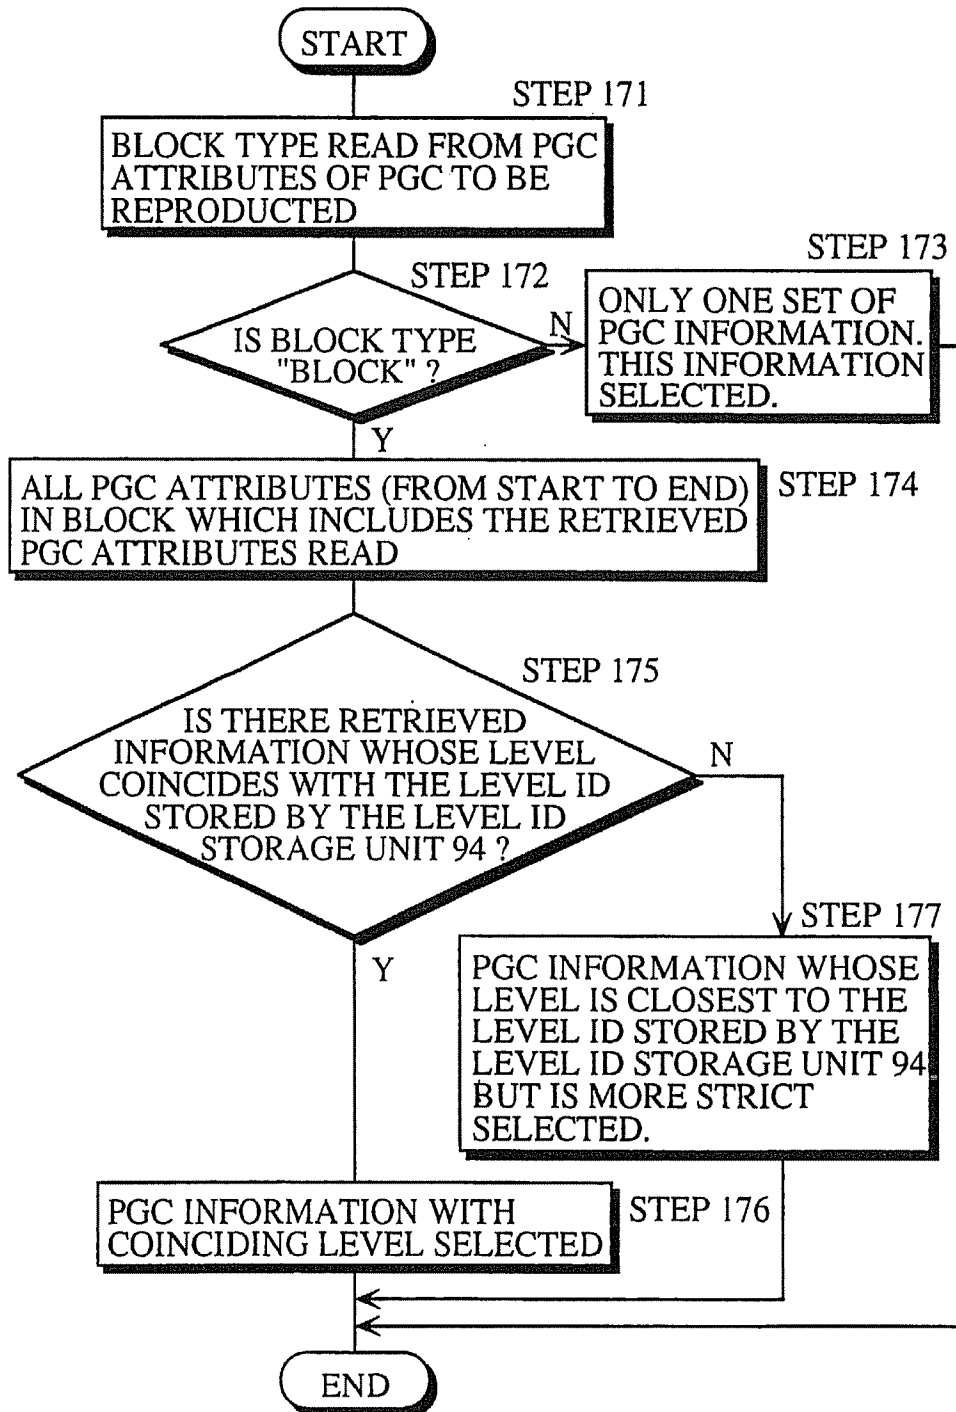 START
STEP 171
BLOCK TYPE READ FROM PGC
ATTRIBUTES OF PGC TO BE
REPRODUCTED
STEP 172
IS BLOCK TYPE
"BLOCK" ?
N
STEP 173
ONLY ONE SET OF
PGC INFORMATION.
THIS INFORMATION
SELECTED.
Y
STEP 174
ALL PGC ATTRIBUTES (FROM START TO END)
IN BLOCK WHICH INCLUDES THE RETRIEVED
PGC ATTRIBUTES READ
STEP 175
IS THERE RETRIEVED
INFORMATION WHOSE LEVEL
COINCIDES WITH THE LEVEL ID
STORED BY THE LEVEL ID
STORAGE UNIT 94 ?
N
STEP 177
Y
PGC INFORMATION WHOSE
LEVEL IS CLOSEST TO THE
LEVEL ID STORED BY THE
LEVEL ID STORAGE UNIT 94
BUT IS MORE STRICT
SELECTED.
STEP 176
PGC INFORMATION WITH
COINCIDING LEVEL SELECTED
END